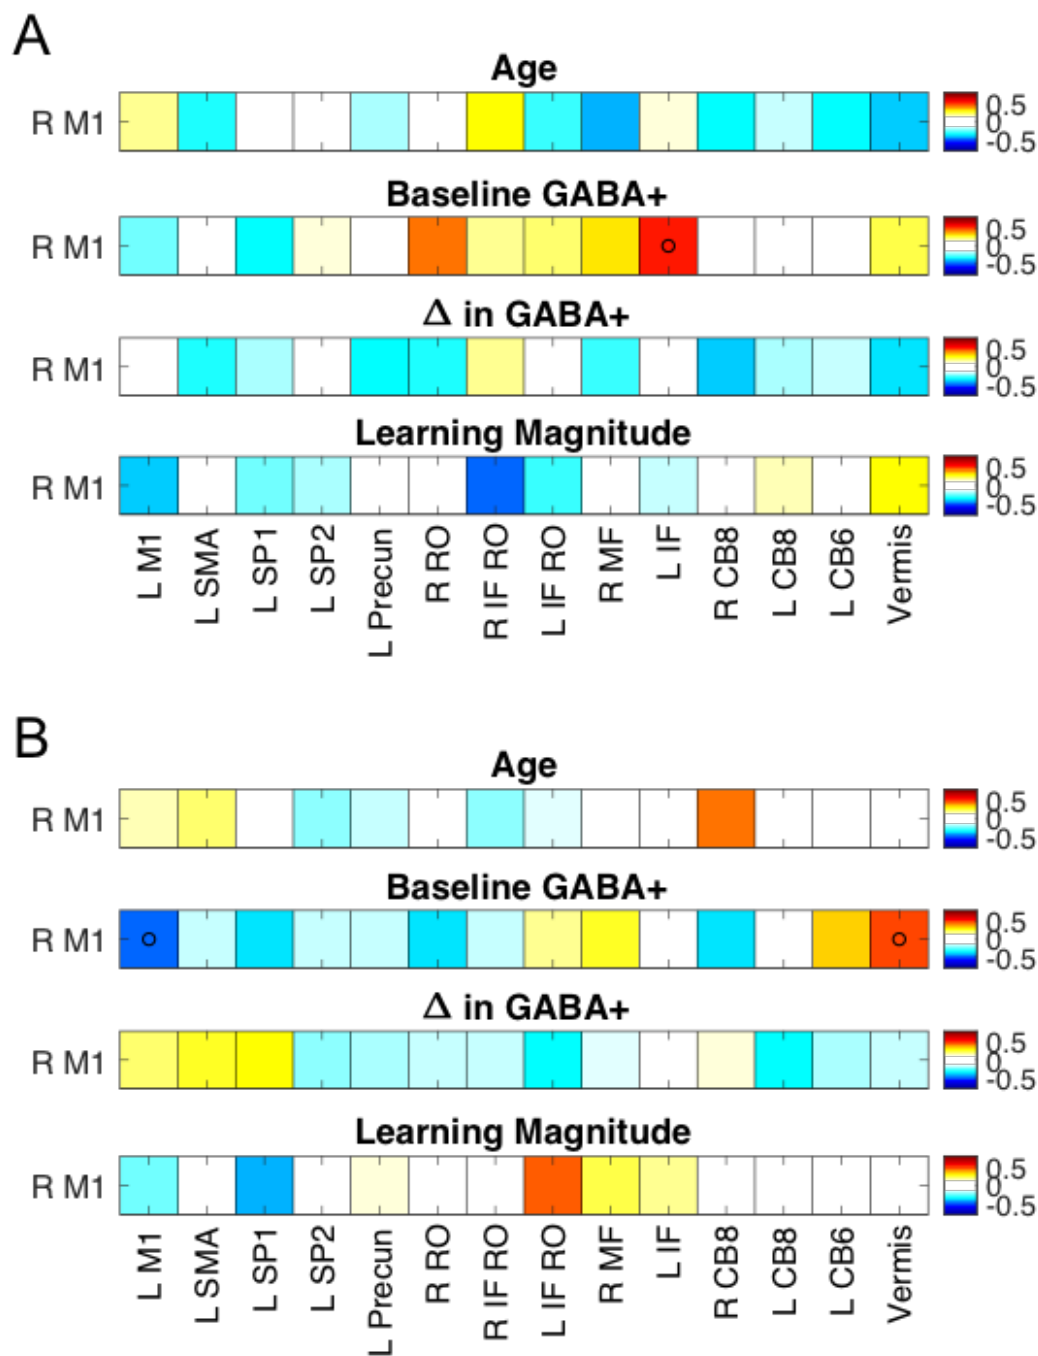 A
Age
R M1
0.5
0
-0.5
Baseline GABA+
R M1
0.5
0
-0.5
Δ in GABA+
R M1
0.5
0
-0.5
Learning Magnitude
R M1
0.5
0
-0.5
L M1
L SMA
L SP1
L SP2
L Precun
R RO
R IF RO
L IF RO
R MF
L IF
R CB8
L CB8
L CB6
Vermis
B
Age
R M1
0.5
0
-0.5
Baseline GABA+
R M1
0.5
0
-0.5
Δ in GABA+
R M1
0.5
0
-0.5
Learning Magnitude
R M1
0.5
0
-0.5
L M1
L SMA
L SP1
L SP2
L Precun
R RO
R IF RO
L IF RO
R MF
L IF
R CB8
L CB8
L CB6
Vermis